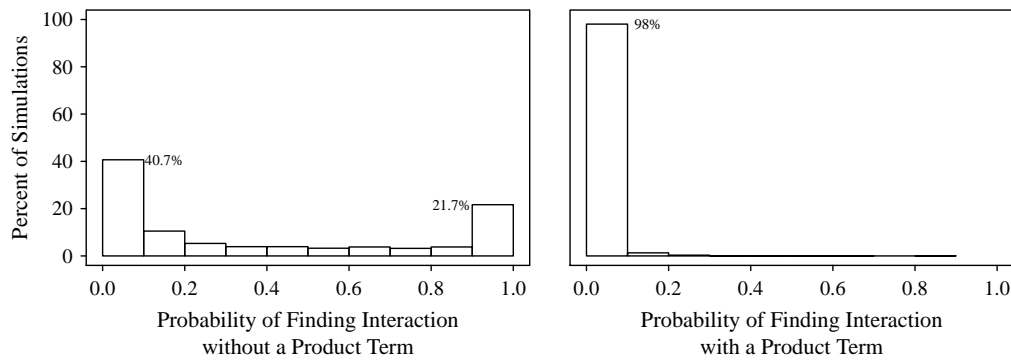 Percent of Simulations
100
80
60
40
20
0
40.7%
21.7%
98%
0.0 0.2 0.4 0.6 0.8 1.0
0.0 0.2 0.4 0.6 0.8 1.0
Probability of Finding Interaction
without a Product Term
Probability of Finding Interaction
with a Product Term